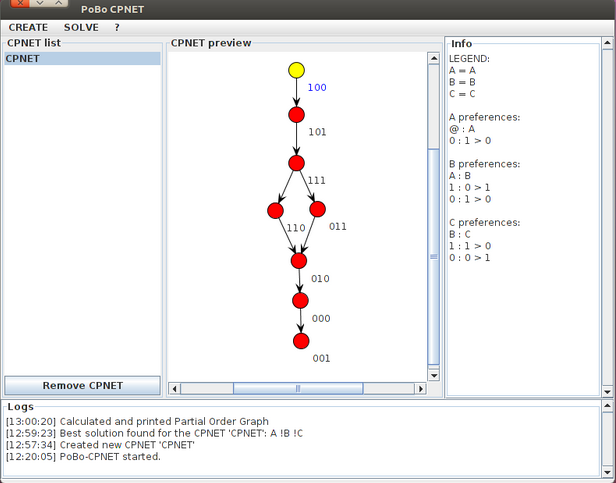 PoBo CPNET
CREATE SOLVE ?
CPNET list
CPNET
Remove CPNET
CPNET preview
100
101
111
110
011
010
000
001
Info
LEGEND:
A = A
B = B
C = C
A preferences:
@ : A
0 : 1 > 0
B preferences:
A : B
1 : 0 > 1
0 : 1 > 0
C preferences:
B : C
1 : 1 > 0
0 : 0 > 1
Logs
[13:00:20] Calculated and printed Partial Order Graph
[12:59:23] Best solution found for the CPNET 'CPNET': A !B !C
[12:57:34] Created new CPNET 'CPNET'
[12:20:05] PoBo-CPNET started.